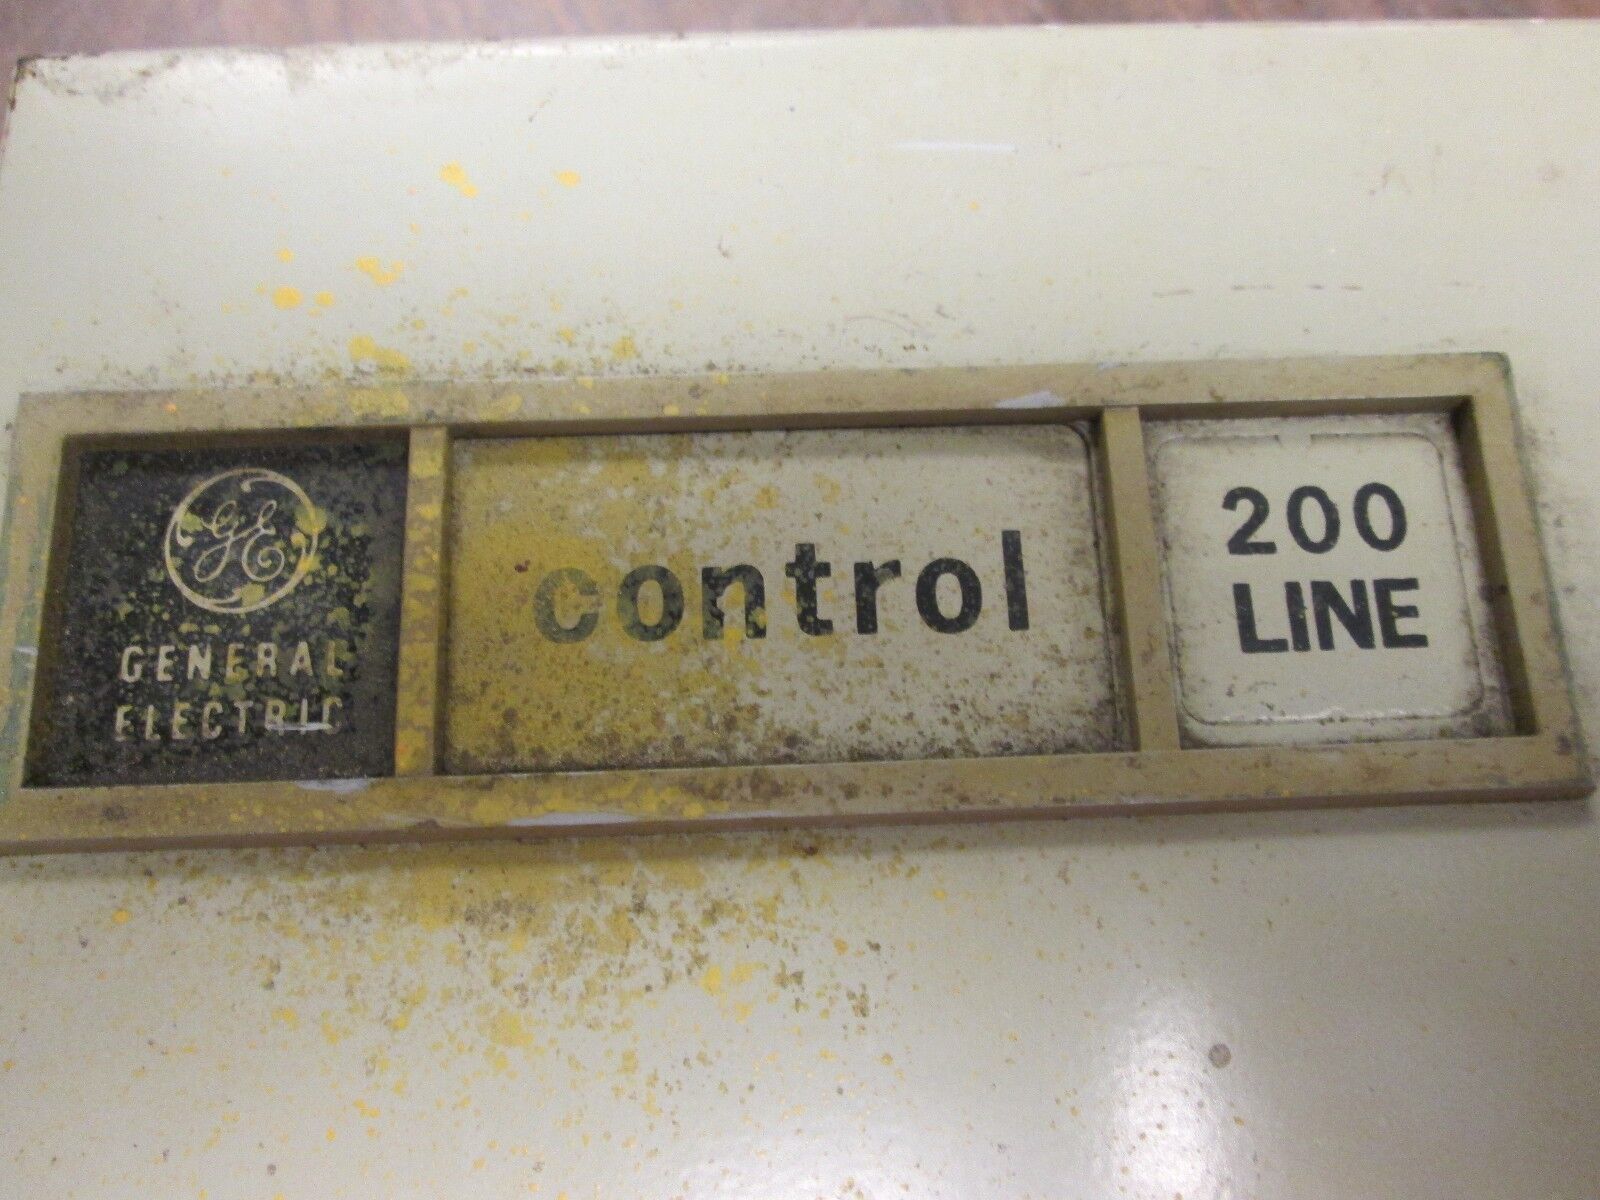 GE
GENERAL
ELECTRIC
control
200
LINE